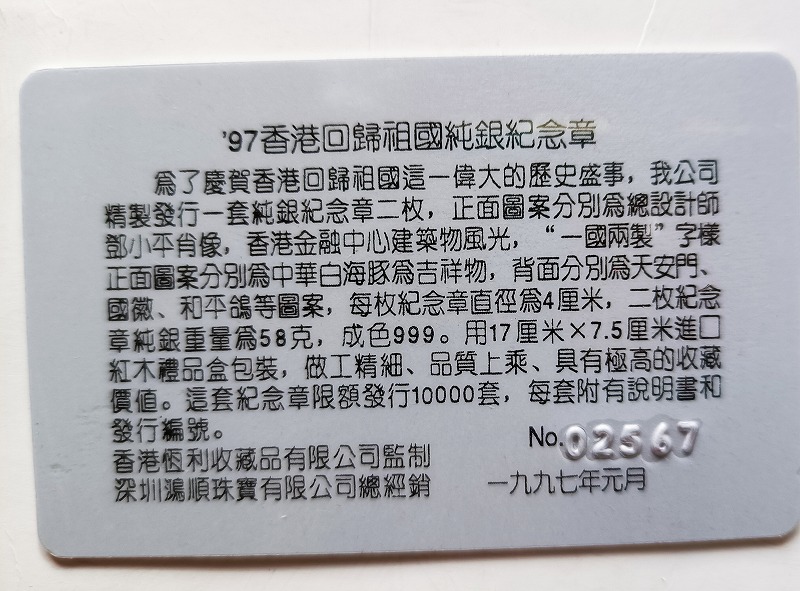 '97香港回歸祖國純銀紀念章
為了慶賀香港回歸祖國這一偉大的歷史盛事，我公司
精製發行一套純銀紀念章二枚，正面圖案分別為總設計師
鄧小平肖像，香港金融中心建築物風光，“一國兩製”字樣
正面圖案分別為中華白海豚為吉祥物，背面分別為天安門、
國徽、和平鴿等圖案，每枚紀念章直徑為4厘米，二枚紀念
章純銀重量為58克，成色999。用17厘米×7.5厘米進口
紅木禮品盒包裝，做工精細、品質上乘、具有極高的收藏
價值。這套紀念章限額發行10000套，每套附有說明書和
發行編號。
No.02567
香港恆利收藏品有限公司監制
深圳鴻順珠寶有限公司總經銷
一九九七年元月